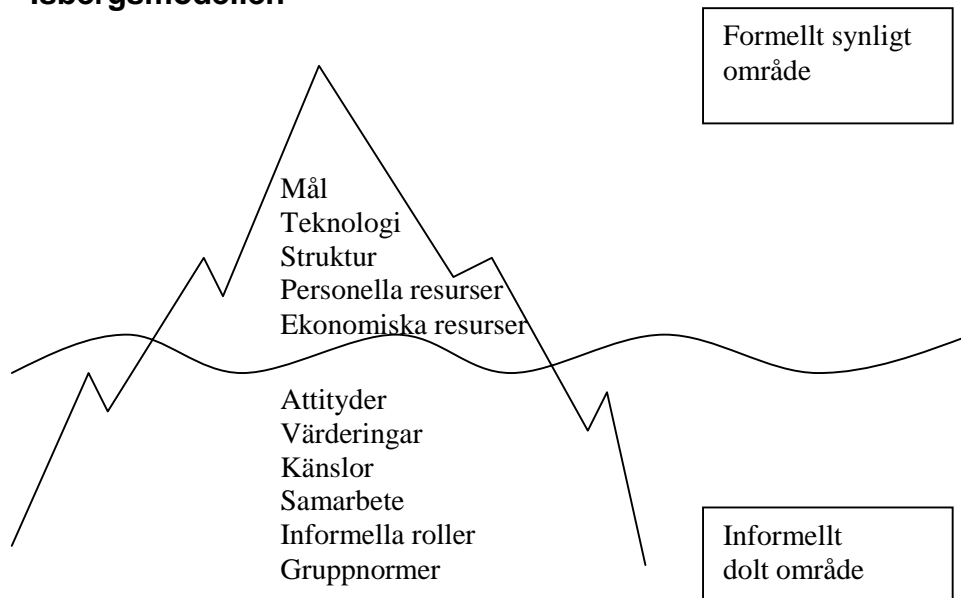 Isbergsmodellen
Formellt synligt
område
Mål
Teknologi
Struktur
Personella resurser
Ekonomiska resurser
Attityder
Värderingar
Känslor
Samarbete
Informella roller
Gruppnormer
Informellt
dolt område